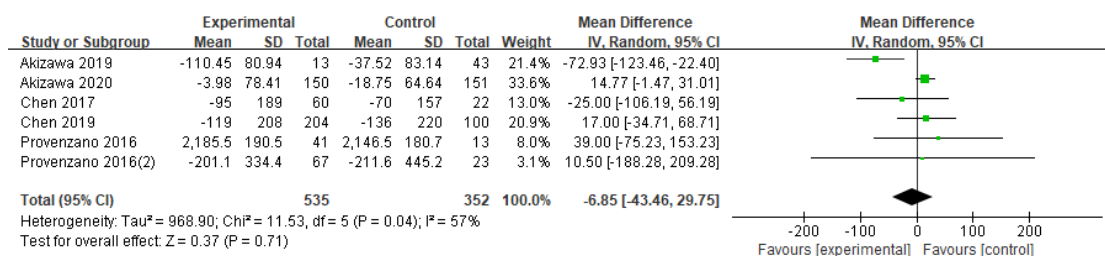 Experimental Control Mean Difference Mean Difference
Study or Subgroup Mean SD Total Mean SD Total Weight IV, Random, 95% CI IV, Random, 95% CI
Akizawa 2019 -110.45 80.94 13 -37.52 83.14 43 21.4% -72.93 [-123.46, -22.40]
Akizawa 2020 -3.98 78.41 150 -18.75 64.64 151 33.6% 14.77 [-1.47, 31.01]
Chen 2017 -95 189 60 -70 157 22 13.0% -25.00 [-106.19, 56.19]
Chen 2019 -119 208 204 -136 220 100 20.9% 17.00 [-34.71, 68.71]
Provenzano 2016 2,185.5 190.5 41 2,146.5 180.7 13 8.0% 39.00 [-75.23, 153.23]
Provenzano 2016(2) -201.1 334.4 67 -211.6 445.2 23 3.1% 10.50 [-188.28, 209.28]
Total (95% CI) 535 352 100.0% -6.85 [-43.46, 29.75]
Heterogeneity: Tau² = 968.90; Chi² = 11.53, df = 5 (P = 0.04); I² = 57%
Test for overall effect: Z = 0.37 (P = 0.71)
-200 -100 0 100 200
Favours [experimental] Favours [control]